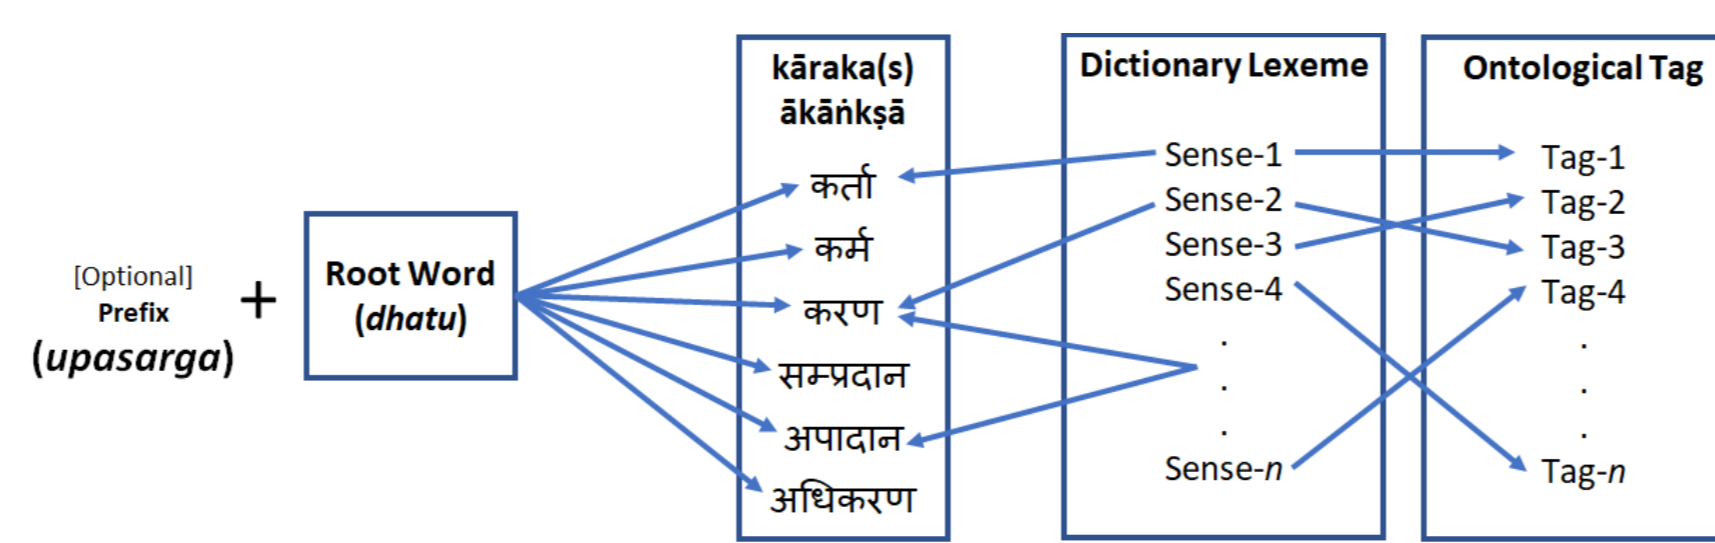 [Optional]
Prefix
(upasarga)
+
Root Word
(dhatu)
kāraka(s)
ākāṅkṣā
कर्ता
कर्म
करण
सम्प्रदान
अपादान
अधिकरण
Dictionary Lexeme
Sense-1
Sense-2
Sense-3
Sense-4
.
.
.
Sense-n
Ontological Tag
Tag-1
Tag-2
Tag-3
Tag-4
.
.
.
Tag-n